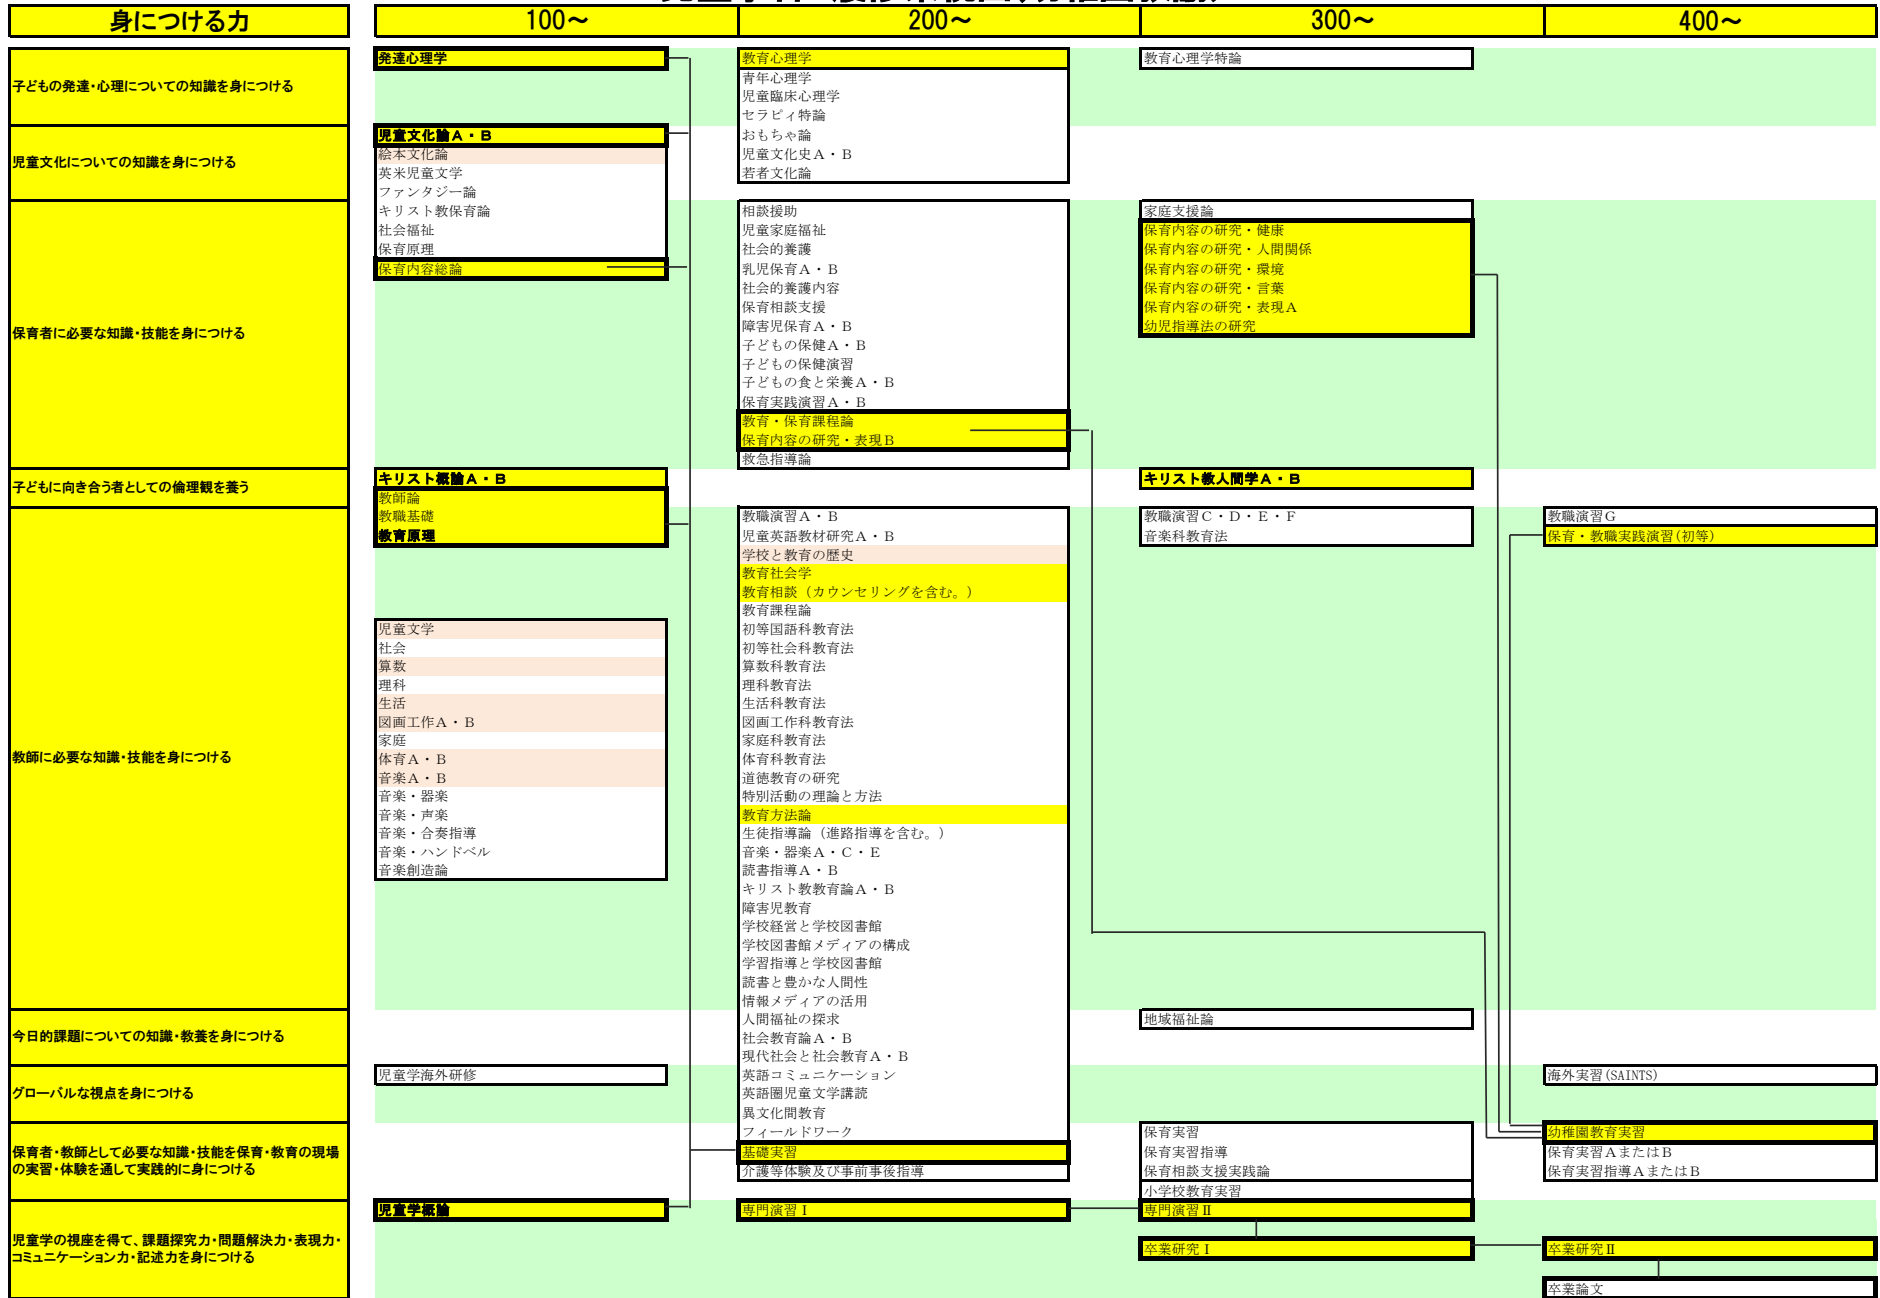 身につける力
100～
200～
300～
400～
子どもの発達・心理についての知識を身につける
発達心理学
教育心理学
青年心理学
児童臨床心理学
セラピィ特論
おもちゃ論
児童文化史Ａ・Ｂ
若者文化論
教育心理学特論
児童文化についての知識を身につける
児童文化論Ａ・Ｂ
絵本文化論
英米児童文学
ファンタジー論
キリスト教保育論
社会福祉
保育原理
保育内容総論
保育者に必要な知識・技能を身につける
相談援助
児童家庭福祉
社会的養護
乳児保育Ａ・Ｂ
社会的養護内容
保育相談支援
障害児保育Ａ・Ｂ
子どもの保健Ａ・Ｂ
子どもの保健演習
子どもの食と栄養Ａ・Ｂ
保育実践演習Ａ・Ｂ
教育・保育課程論
保育内容の研究・表現Ｂ
救急指導論
家庭支援論
保育内容の研究・健康
保育内容の研究・人間関係
保育内容の研究・環境
保育内容の研究・言葉
保育内容の研究・表現Ａ
幼児指導法の研究
子どもに向き合う者としての倫理観を養う
キリスト概論Ａ・Ｂ
教師論
教職基礎
教育原理
キリスト教人間学Ａ・Ｂ
教師に必要な知識・技能を身につける
児童文学
社会
算数
理科
生活
図画工作Ａ・Ｂ
家庭
体育Ａ・Ｂ
音楽Ａ・Ｂ
音楽・器楽
音楽・声楽
音楽・合奏指導
音楽・ハンドベル
音楽創造論
教職演習Ａ・Ｂ
児童英語教材研究Ａ・Ｂ
学校と教育の歴史
教育社会学
教育相談（カウンセリングを含む。）
教育課程論
初等国語科教育法
初等社会科教育法
算数科教育法
理科教育法
生活科教育法
図画工作科教育法
家庭科教育法
体育科教育法
道徳教育の研究
特別活動の理論と方法
教育方法論
生徒指導論（進路指導を含む。）
音楽・器楽Ａ・Ｃ・Ｅ
読書指導Ａ・Ｂ
キリスト教教育論Ａ・Ｂ
障害児教育
学校経営と学校図書館
学校図書館メディアの構成
学習指導と学校図書館
読書と豊かな人間性
情報メディアの活用
人間福祉の探求
社会教育論Ａ・Ｂ
現代社会と社会教育Ａ・Ｂ
英語コミュニケーション
英語圏児童文学講読
異文化間教育
フィールドワーク
基礎実習
介護等体験及び事前事後指導
教職演習Ｃ・Ｄ・Ｅ・Ｆ
音楽科教育法
教職演習Ｇ
保育・教職実践演習(初等)
今日的課題についての知識・教養を身につける
地域福祉論
グローバルな視点を身につける
児童学海外研修
海外実習(SAINTS)
保育者・教師として必要な知識・技能を保育・教育の現場
の実習・体験を通して実践的に身につける
保育実習
保育実習指導
保育相談支援実践論
小学校教育実習
幼稚園教育実習
保育実習ＡまたはＢ
保育実習指導ＡまたはＢ
児童学の視座を得て、課題探究力・問題解決力・表現力・
コミュニケーション力・記述力を身につける
児童学概論
専門演習Ⅰ
専門演習Ⅱ
卒業研究Ⅰ
卒業研究Ⅱ
卒業論文